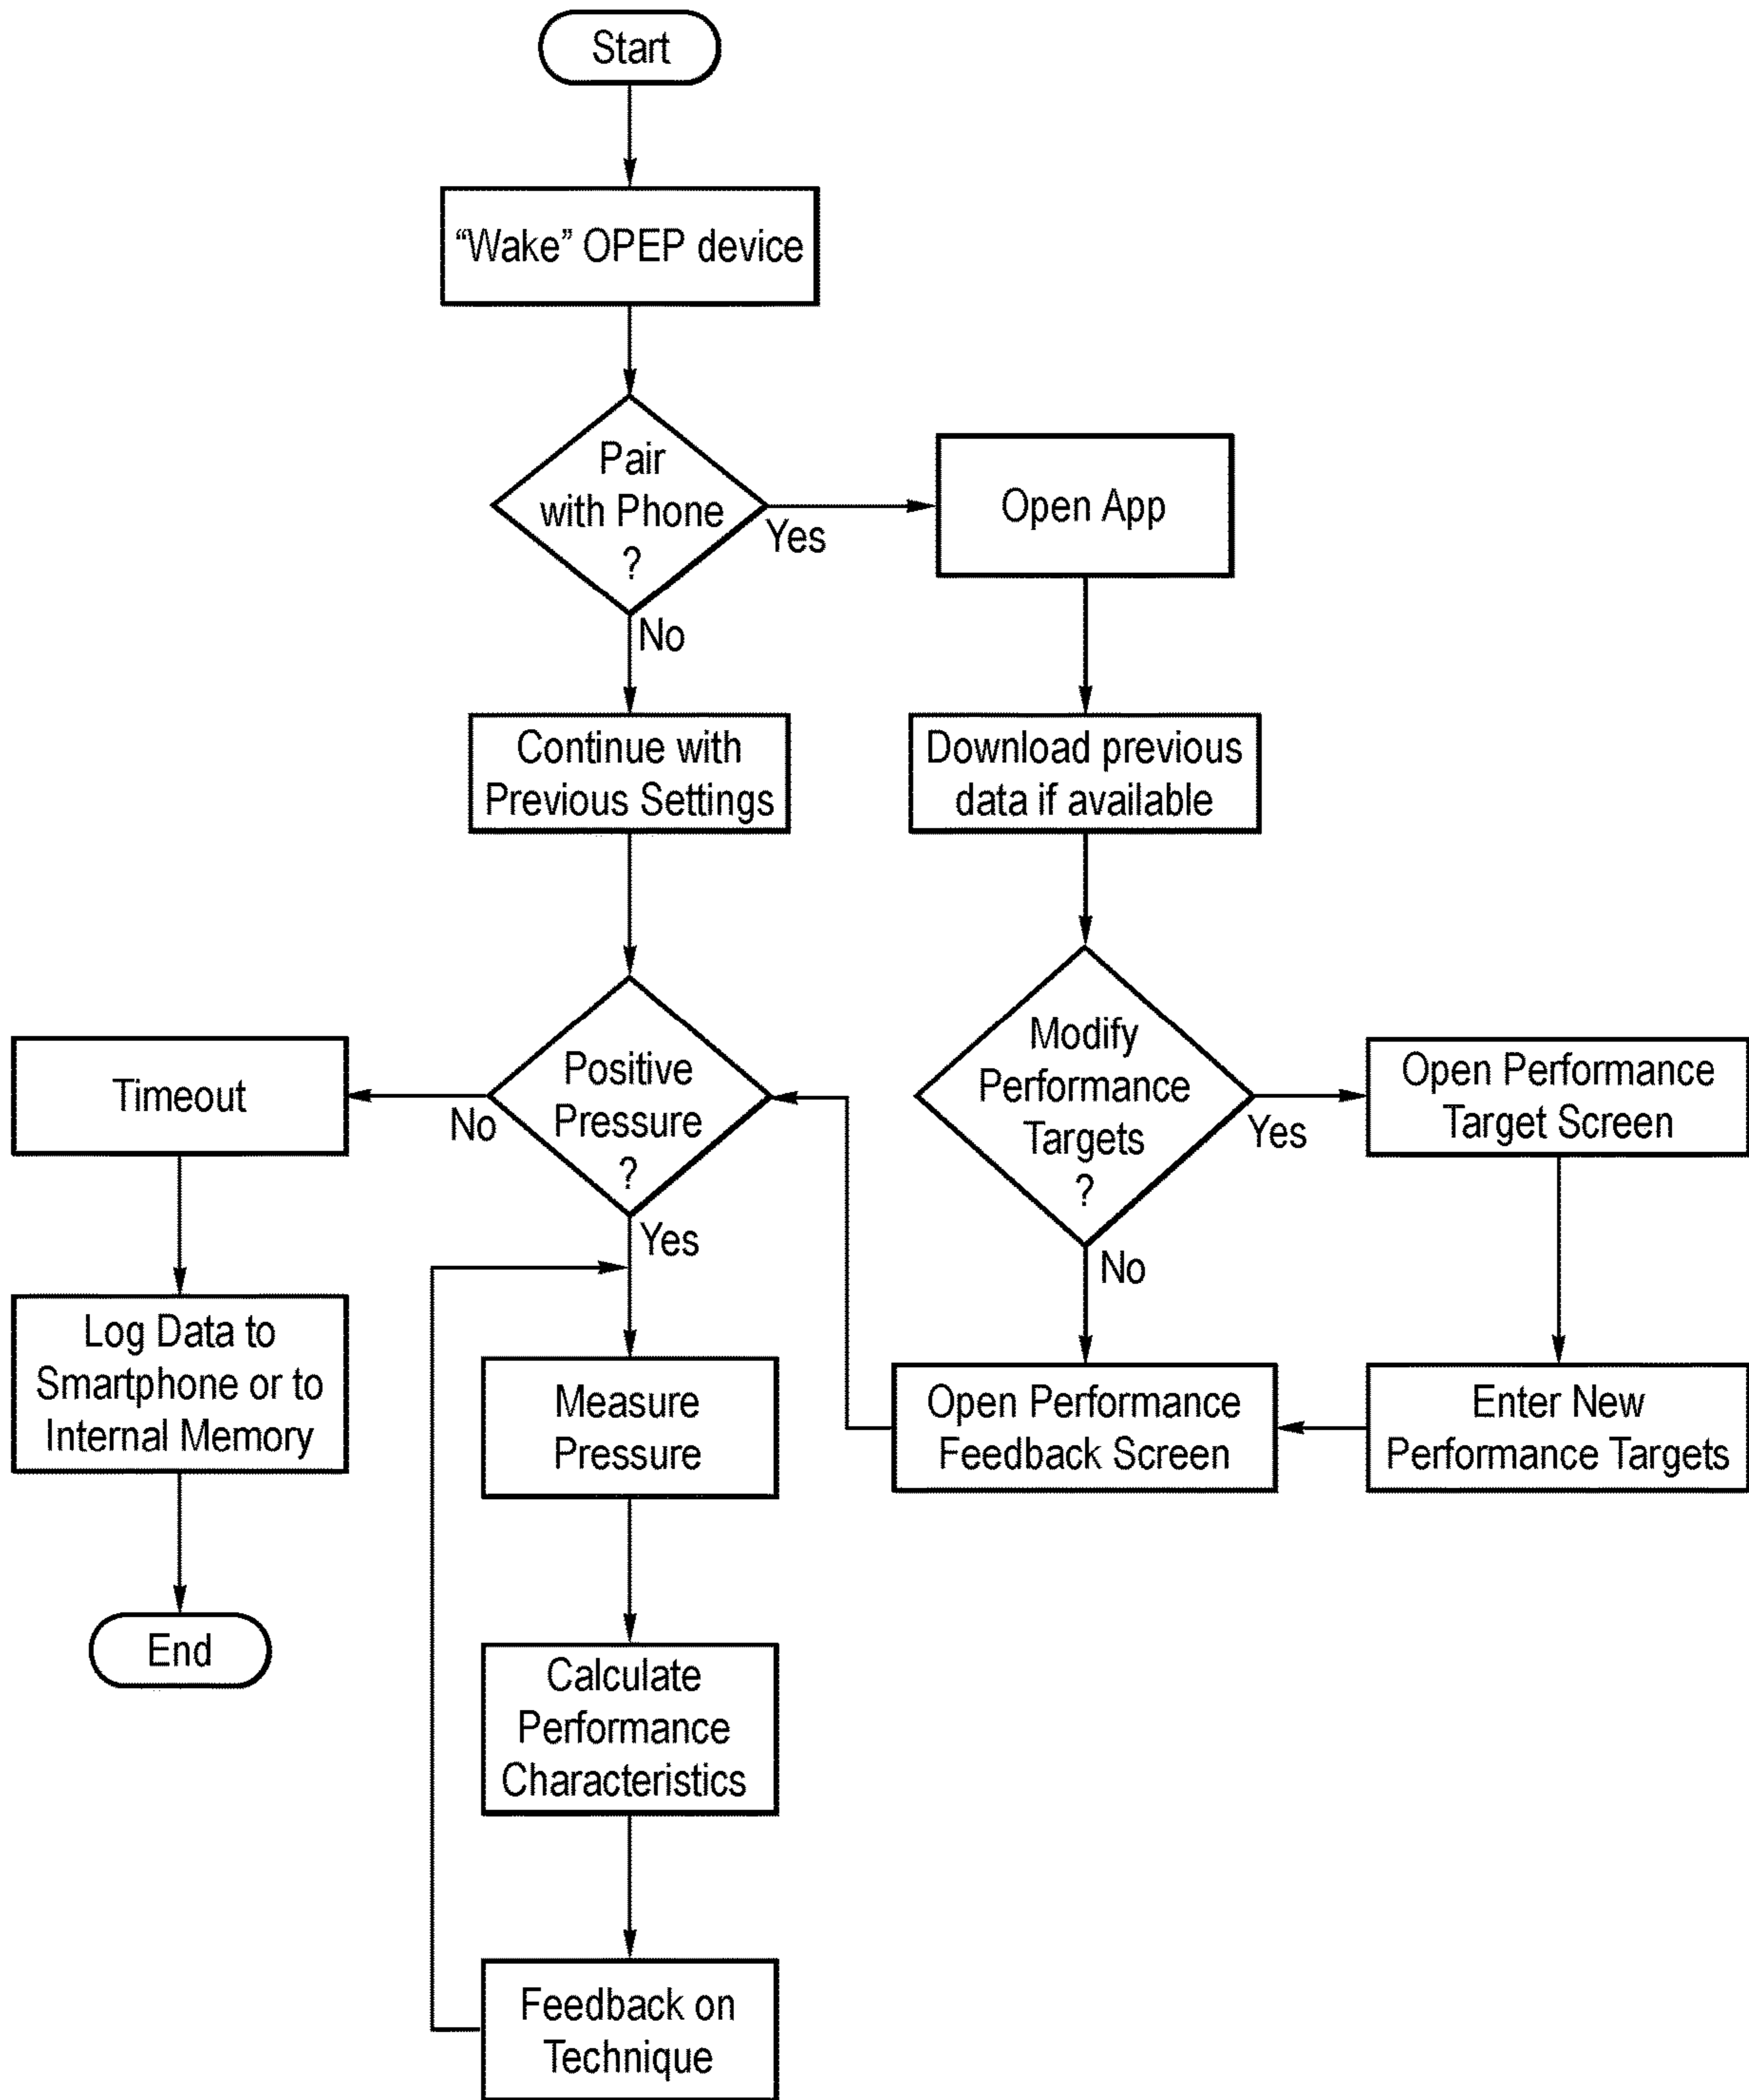 Start
“Wake” OPEP device
Pair
with Phone
?
Yes
No
Open App
Continue with
Previous Settings
Download previous
data if available
Timeout
No
Positive
Pressure
?
Yes
Modify
Performance
Targets
?
Yes
No
Open Performance
Target Screen
Log Data to
Smartphone or to
Internal Memory
Measure
Pressure
Open Performance
Feedback Screen
Enter New
Performance Targets
End
Calculate
Performance
Characteristics
Feedback on
Technique